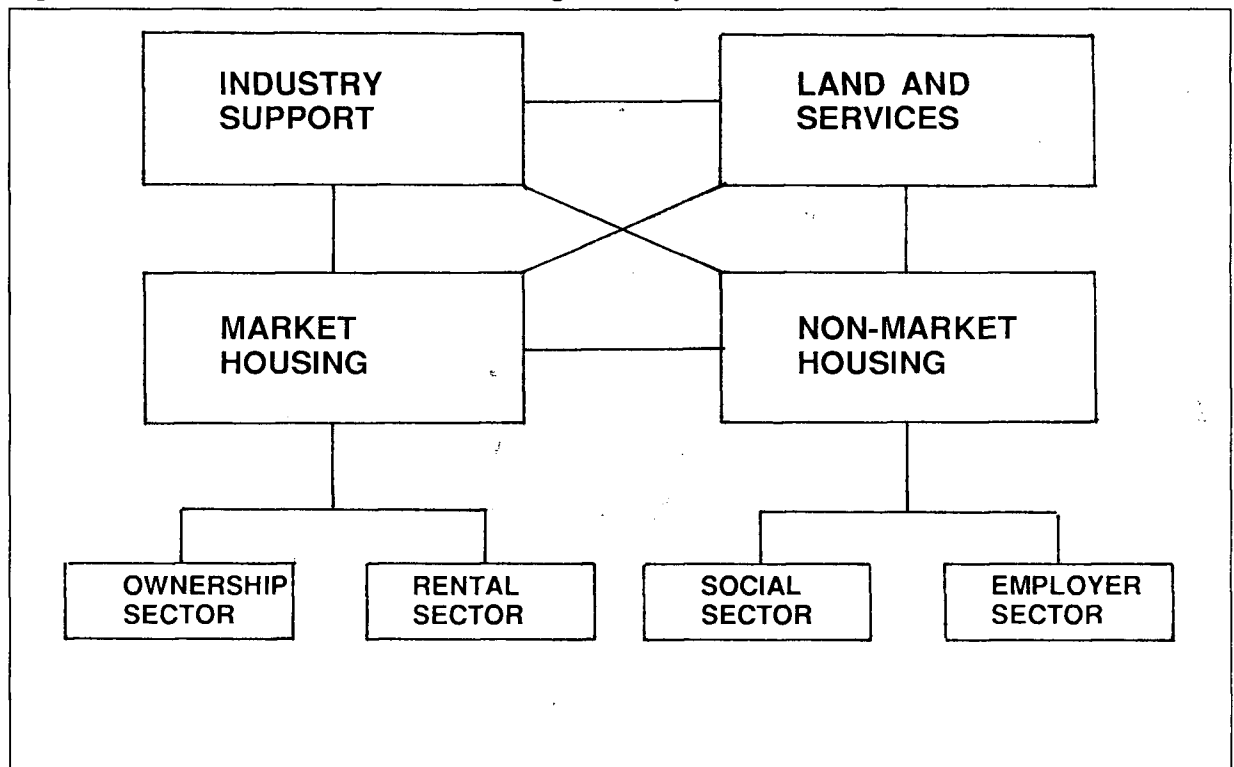 INDUSTRY
SUPPORT
LAND AND
SERVICES
MARKET
HOUSING
NON-MARKET
HOUSING
OWNERSHIP
SECTOR
RENTAL
SECTOR
SOCIAL
SECTOR
EMPLOYER
SECTOR